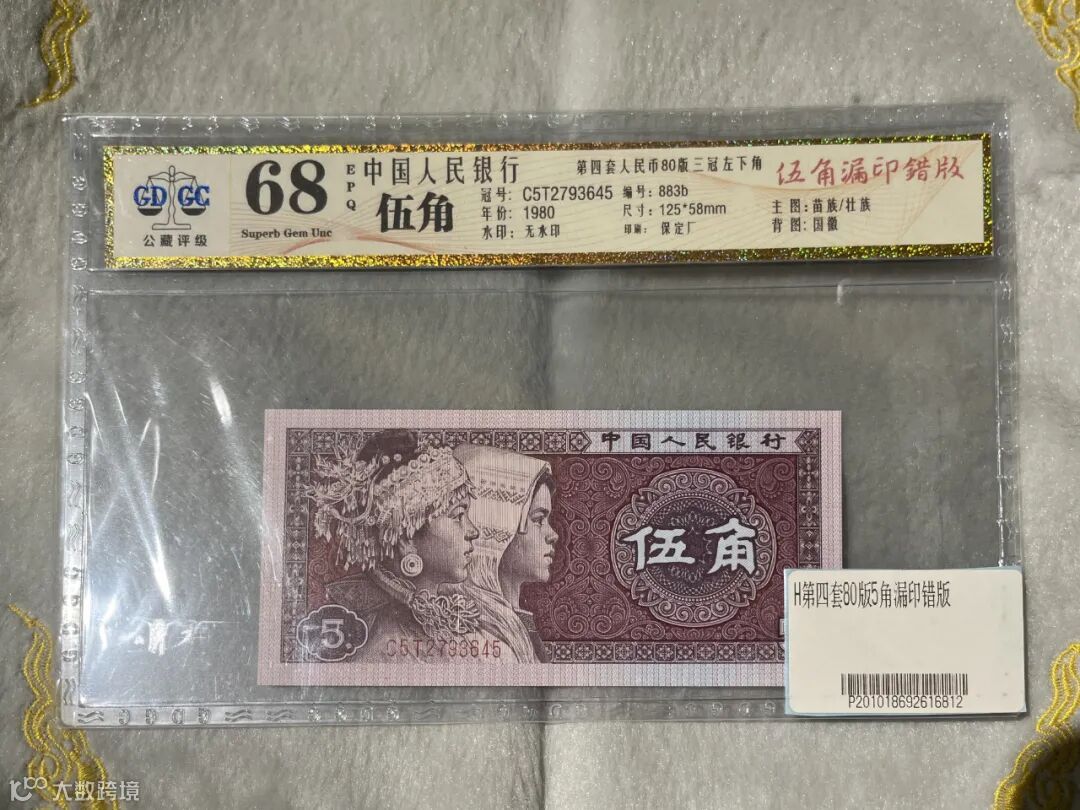 GD GC
公藏评级
68
EPQ
Superb Gem Unc
中国人民银行
伍角
第四套人民币80版三冠左下角
冠号: C5T2793645 编号: 883b
年份: 1980 尺寸: 125*58mm
水印: 无水印 印刷: 保定厂
主图: 苗族/壮族
背图: 国徽
伍角漏印错版
中国人民银行
伍角
5
C5T2793645
H第四套80版5角漏印错版
P201018692616812
大数跨境